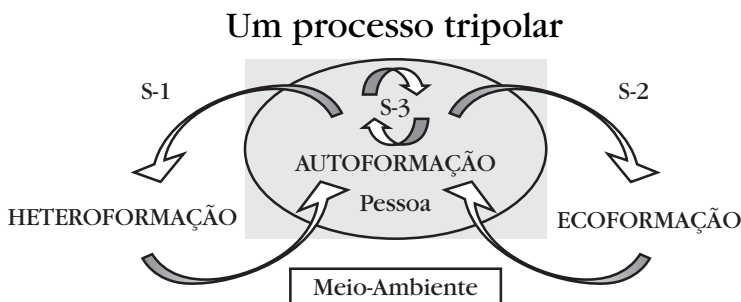 Um processo tripolar
S-1
S-3
S-2
AUTOFORMAÇÃO
Pessoa
HETEROFORMAÇÃO
ECOFORMAÇÃO
Meio-Ambiente